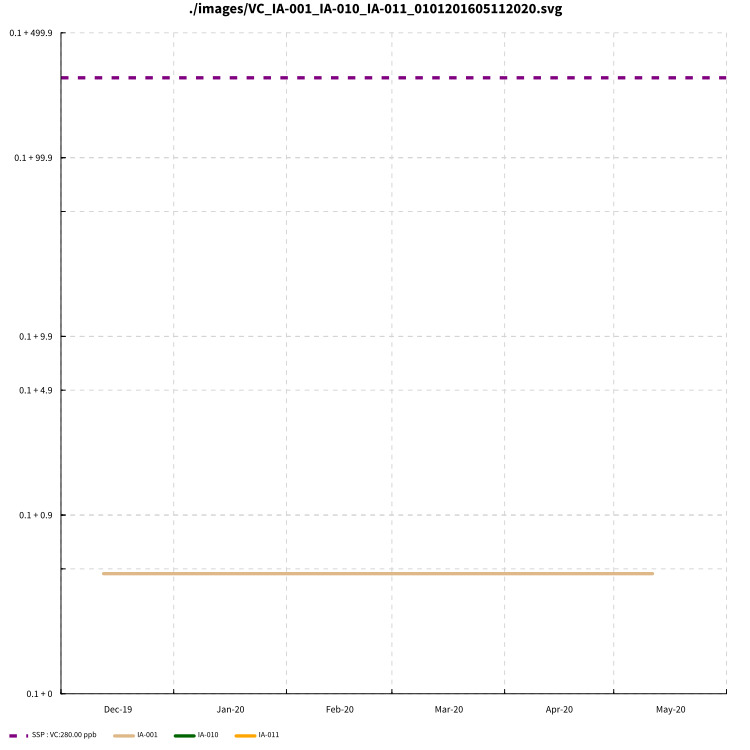 ./images/VC_IA-001_IA-010_IA-011_0101201605112020.svg
0.1 + 499.9
0.1 + 99.9
0.1 + 9.9
0.1 + 4.9
0.1 + 0.9
0.1 + 0
Dec-19 Jan-20 Feb-20 Mar-20 Apr-20 May-20
SSP : VC:280.00 ppb IA-001 IA-010 IA-011